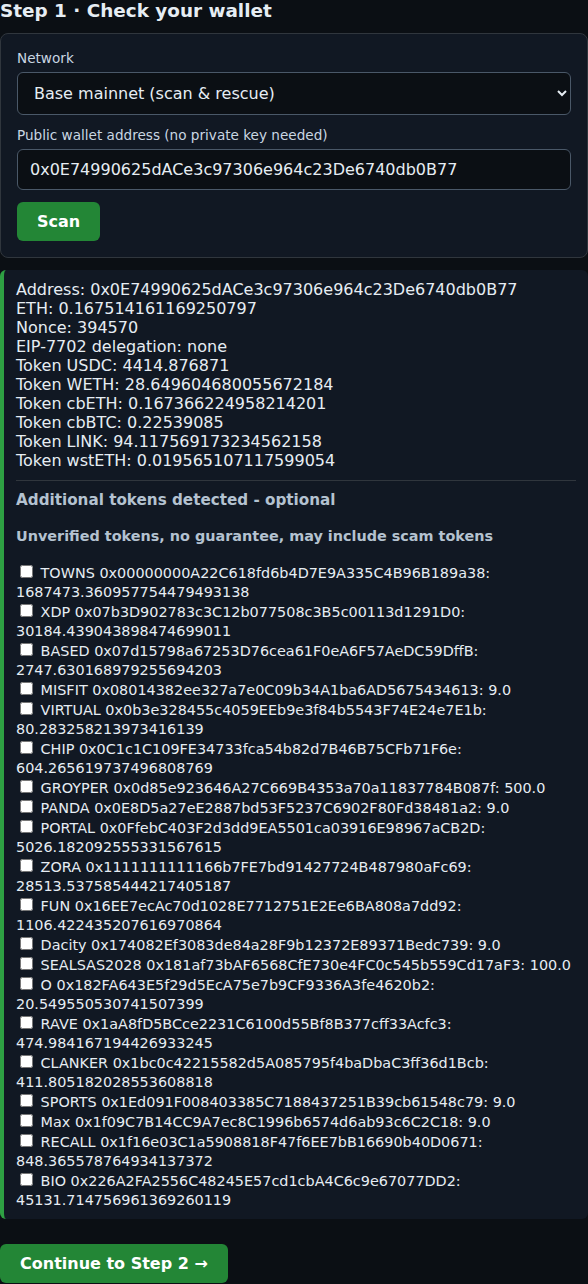 Step 1 · Check your wallet
Network
Base mainnet (scan & rescue)
Public wallet address (no private key needed)
0x0E74990625dACe3c97306e964c23De6740db0B77
Scan
Address: 0x0E74990625dACe3c97306e964c23De6740db0B77
ETH: 0.167514161169250797
Nonce: 394570
EIP-7702 delegation: none
Token USDC: 4414.876871
Token WETH: 28.649604680055672184
Token cbETH: 0.167366224958214201
Token cbBTC: 0.22539085
Token LINK: 94.117569173234562158
Token wstETH: 0.019565107117599054
Additional tokens detected - optional
Unverified tokens, no guarantee, may include scam tokens
TOWNS 0x00000000A22C618fd6b4D7E9A335C4B96B189a38:
1687473.360957754479493138
XDP 0x07b3D902783c3C12b077508c3B5c00113d1291D0:
30184.439043898474699011
BASED 0x07d15798a67253D76cea61F0eA6F57AeDC59DffB:
2747.630168979255694203
MISFIT 0x08014382ee327a7e0C09b34A1ba6AD5675434613: 9.0
VIRTUAL 0x0b3e328455c4059EEb9e3f84b5543F74E24e7E1b:
80.283258213973416139
CHIP 0x0C1c1C109FE34733fca54b82d7B46B75CFb71F6e:
604.265619737496808769
GROYPER 0x0d85e923646A27C669B4353a70a11837784B087f: 500.0
PANDA 0x0E8D5a27eE2887bd53F5237C6902F80Fd38481a2: 9.0
PORTAL 0x0FfebC403F2d3dd9EA5501ca03916E98967aCB2D:
5026.182092555331567615
ZORA 0x1111111111166b7FE7bd91427724B487980aFc69:
28513.537585444217405187
FUN 0x16EE7ecAc70d1028E7712751E2Ee6BA808a7dd92:
1106.422435207616970864
Dacity 0x174082Ef3083de84a28F9b12372E89371Bedc739: 9.0
SEALSAS2028 0x181af73bAF6568CfE730e4FC0c545b559Cd17aF3: 100.0
O 0x182FA643E5f29d5EcA75e7b9CF9336A3fe4620b2:
20.549550530741507399
RAVE 0x1aA8fD5BCce2231C6100d55Bf8B377cff33Acfc3:
474.984167194426933245
CLANKER 0x1bc0c42215582d5A085795f4baDbaC3ff36d1Bcb:
411.805182028553608818
SPORTS 0x1Ed091F008403385C7188437251B39cb61548c79: 9.0
Max 0x1f09C7B14CC9A7ec8C1996b6574d6ab93c6C2C18: 9.0
RECALL 0x1f16e03C1a5908818F47f6EE7bB16690b40D0671:
848.365578764934137372
BIO 0x226A2FA2556C48245E57cd1cbA4C6c9e67077DD2:
45131.714756961369260119
Continue to Step 2 →